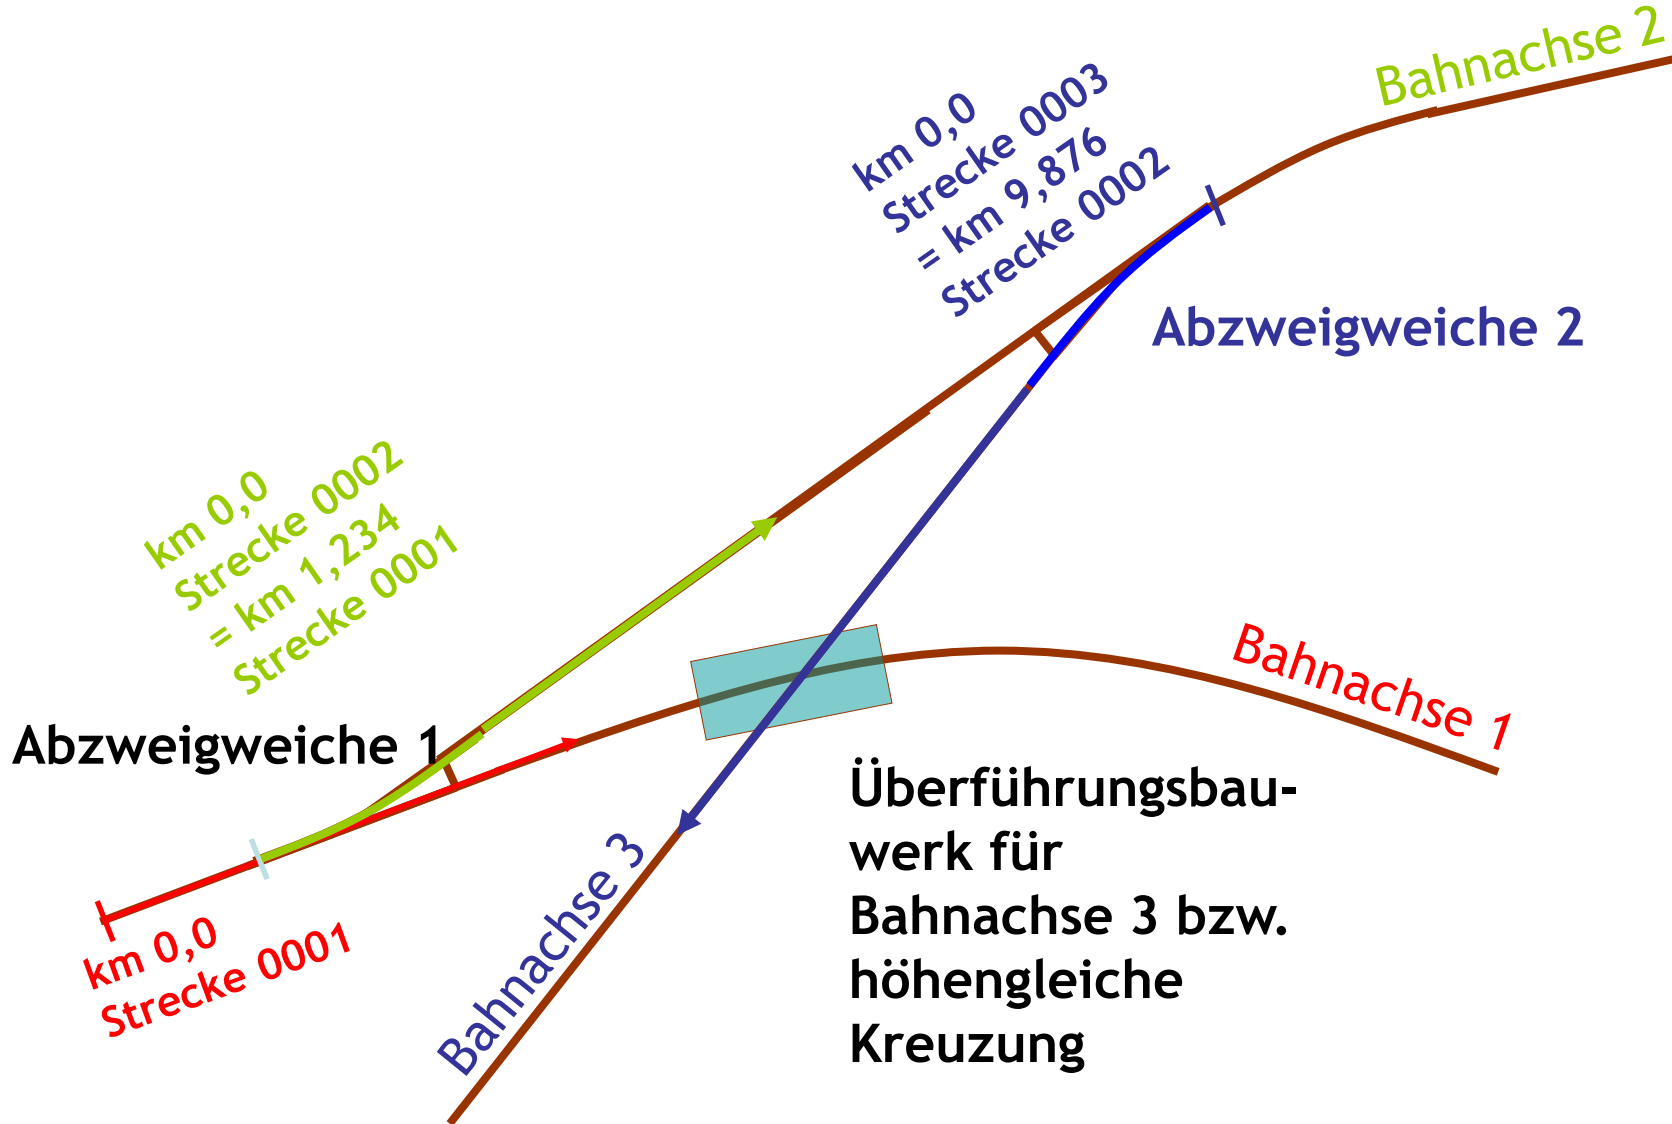 Bahnachse 2
km 0,0
Strecke 0003
= km 9,876
Strecke 0002
Abzweigweiche 2
km 0,0
Strecke 0002
= km 1,234
Strecke 0001
Abzweigweiche 1
Bahnachse 1
km 0,0
Strecke 0001
Bahnachse 3
Überführungsbau-
werk für
Bahnachse 3 bzw.
höhengleiche
Kreuzung